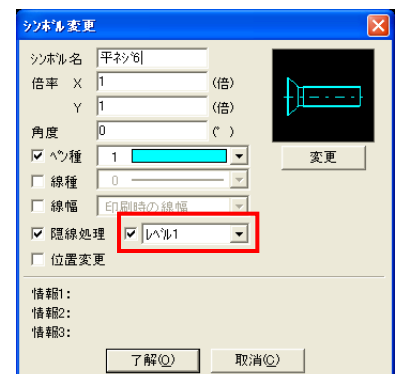 シンボル変更
シンボル名 平ネジ6
倍率 X 1 (倍)
Y 1 (倍)
角度 0 (°)
ペン種 1
変更
線種 0
線幅 印刷時の線幅
隠線処理 レベル1
位置変更
情報1:
情報2:
情報3:
了解(O) 取消(C)